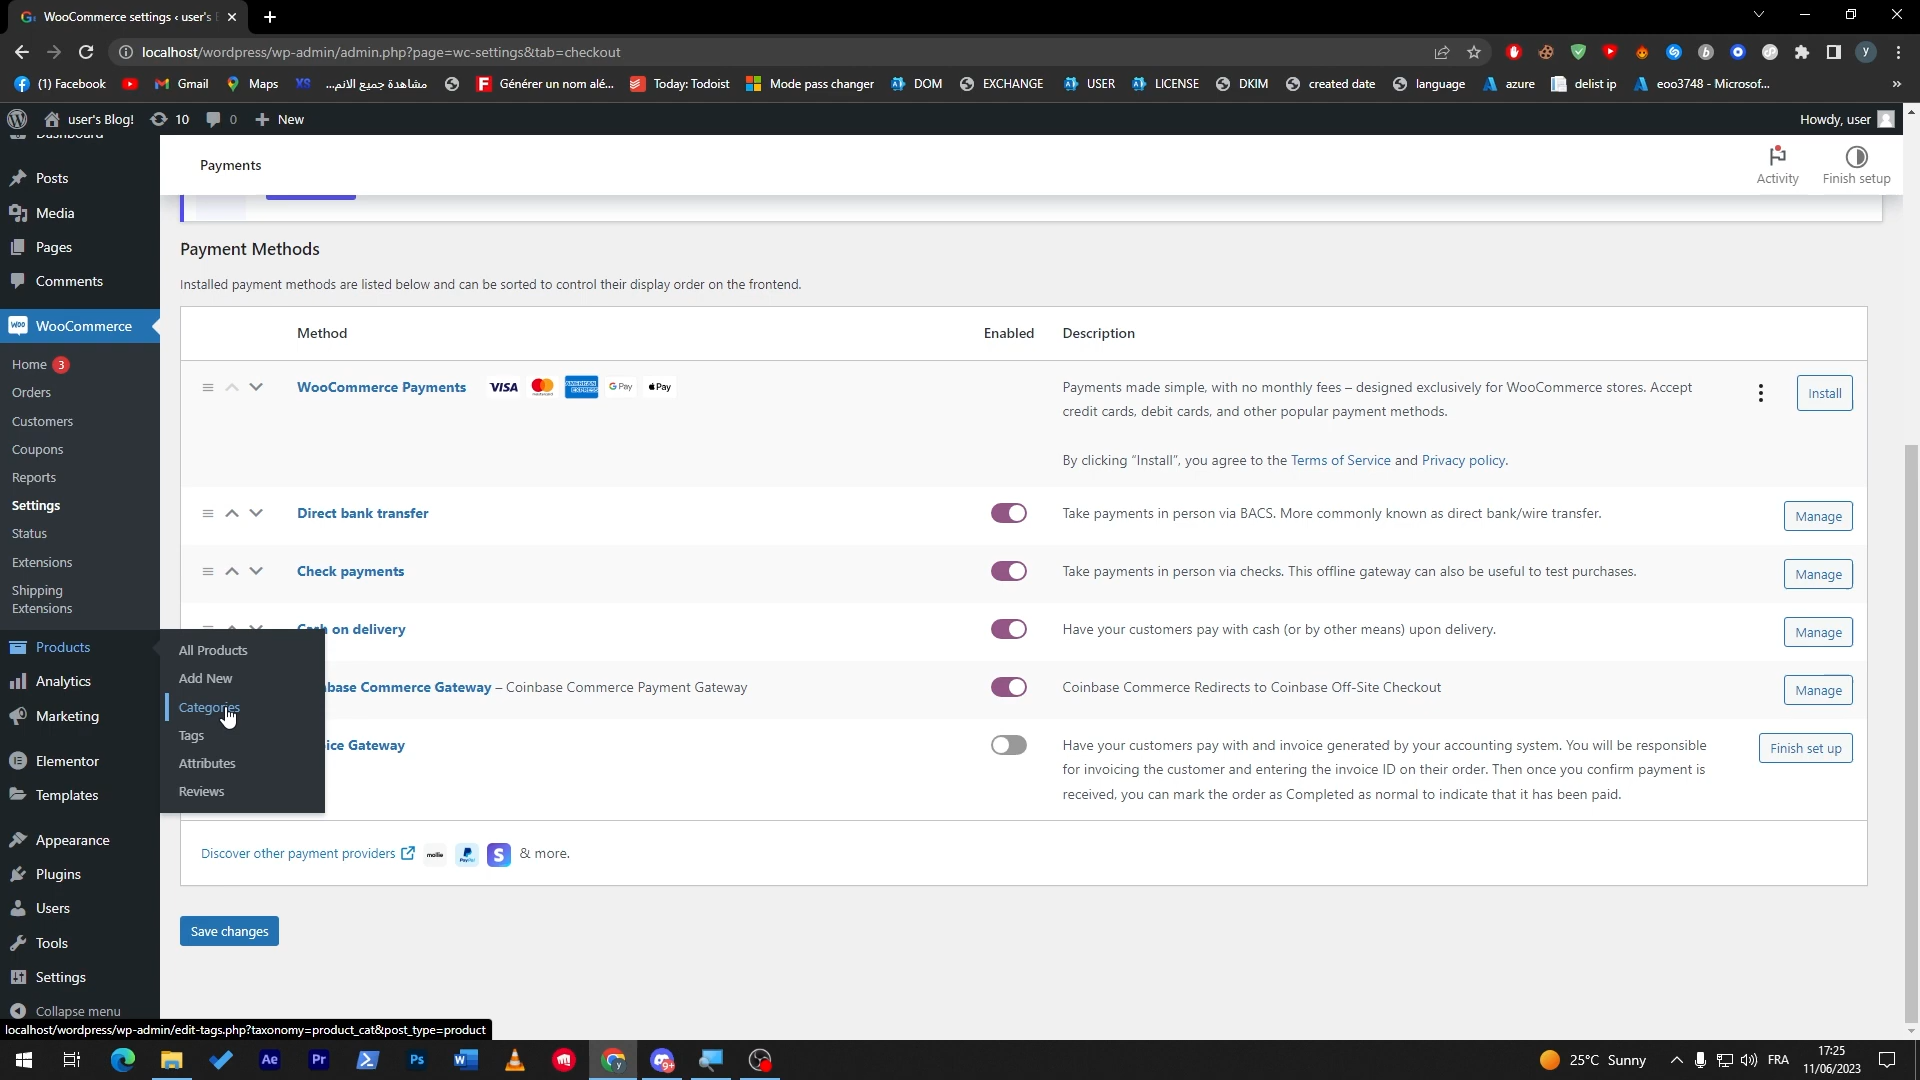 WooCommerce settings ‹ user's
localhost/wordpress/wp-admin/admin.php?page=wc-settings&tab=checkout
y
(1) Facebook
Gmail
Maps
XS
مشاهدة جميع الانم...
Générer un nom alé...
Today: Todoist
Mode pass changer
DOM
EXCHANGE
USER
LICENSE
DKIM
created date
language
azure
delist ip
eoo3748 - Microsof...
»
user's Blog!
10
0
New
Howdy, user
Dashboard
Posts
Media
Pages
Comments
WooCommerce
Home 3
Orders
Customers
Coupons
Reports
Settings
Status
Extensions
Shipping
Extensions
Products
Analytics
Marketing
Elementor
Templates
Appearance
Plugins
Users
Tools
Settings
Collapse menu
All Products
Add New
Categories
Tags
Attributes
Reviews
Payments
Activity
Finish setup
Payment Methods
Installed payment methods are listed below and can be sorted to control their display order on the frontend.
Method Enabled Description
WooCommerce Payments VISA G Pay Pay
Payments made simple, with no monthly fees – designed exclusively for WooCommerce stores. Accept
credit cards, debit cards, and other popular payment methods.
By clicking "Install", you agree to the Terms of Service and Privacy policy.
Install
Direct bank transfer
Take payments in person via BACS. More commonly known as direct bank/wire transfer.
Manage
Check payments
Take payments in person via checks. This offline gateway can also be useful to test purchases.
Manage
on delivery
Have your customers pay with cash (or by other means) upon delivery.
Manage
base Commerce Gateway – Coinbase Commerce Payment Gateway
Coinbase Commerce Redirects to Coinbase Off-Site Checkout
Manage
ice Gateway
Have your customers pay with and invoice generated by your accounting system. You will be responsible
for invoicing the customer and entering the invoice ID on their order. Then once you confirm payment is
received, you can mark the order as Completed as normal to indicate that it has been paid.
Finish set up
Discover other payment providers mollie PayPal S & more.
Save changes
localhost/wordpress/wp-admin/edit-tags.php?taxonomy=product_cat&post_type=product
Ae
Pr
Ps
25°C Sunny
FRA
17:25
11/06/2023